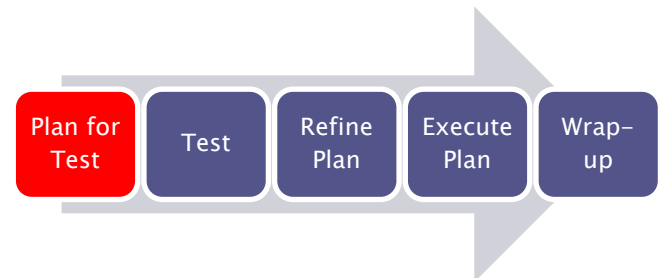 Plan for
Test
Test
Refine
Plan
Execute
Plan
Wrap-
up